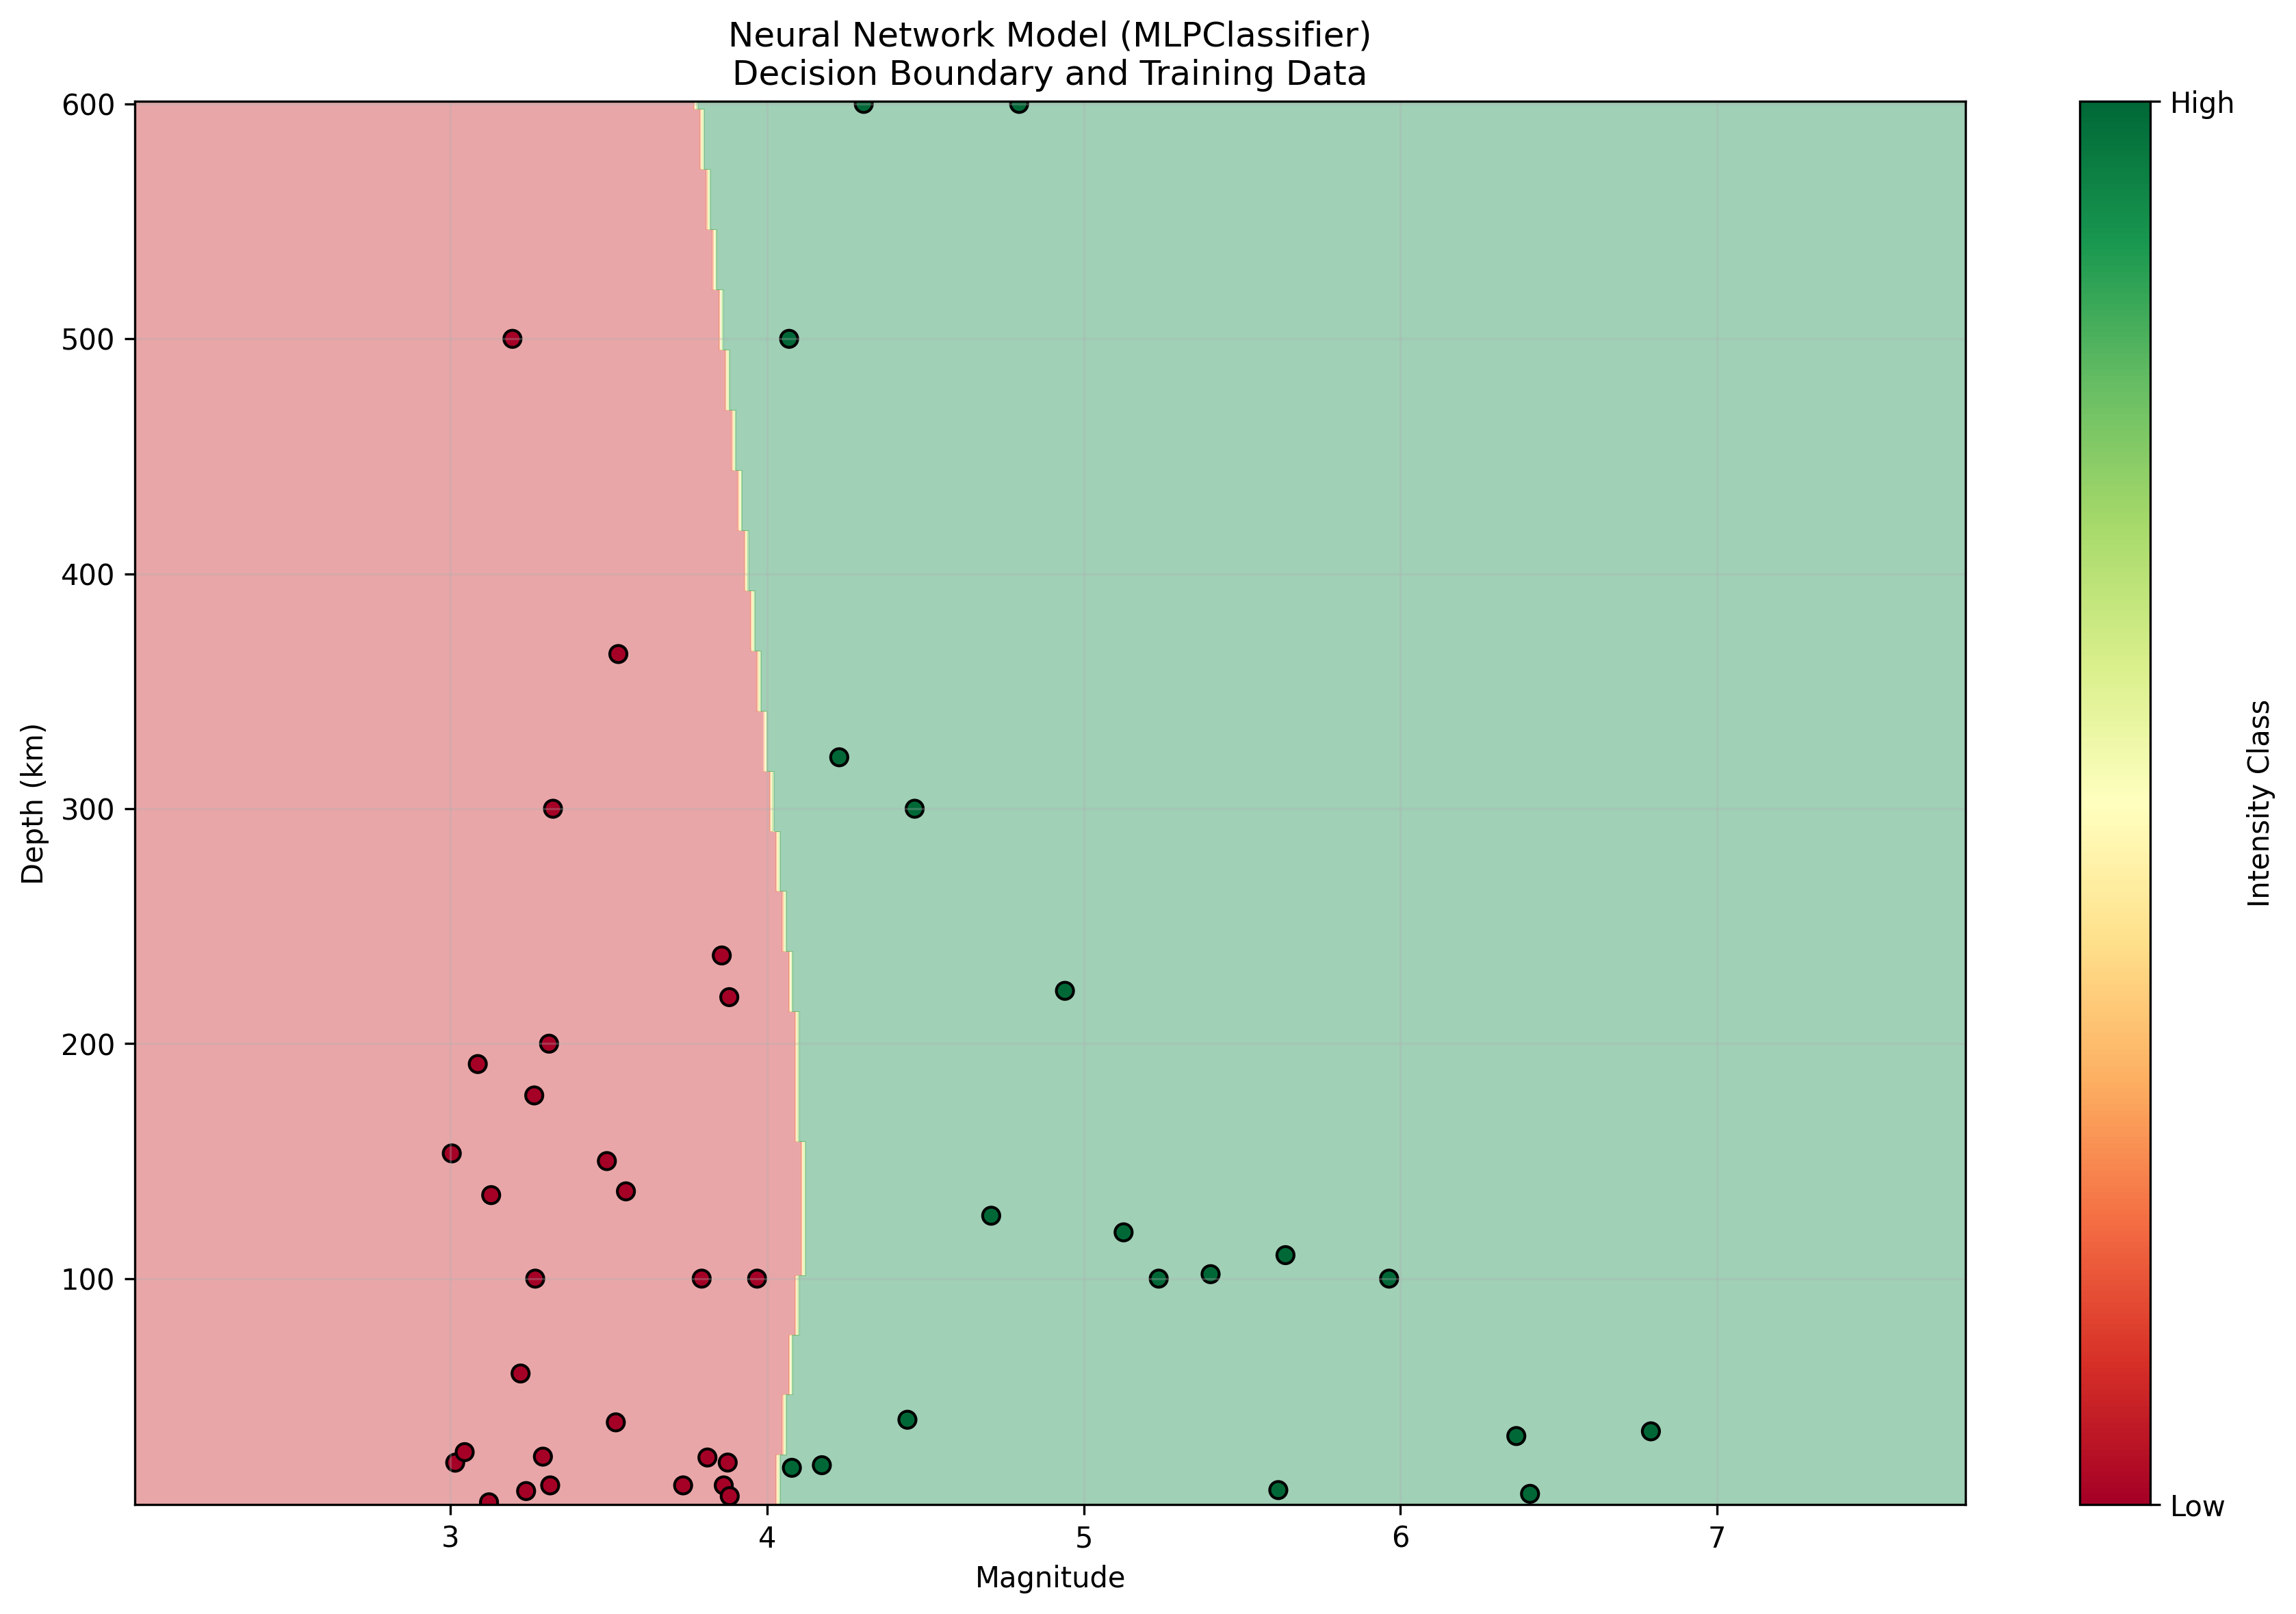 Neural Network Model (MLPClassifier)
Decision Boundary and Training Data
600
500
400
300
200
100
Depth (km)
3
4
5
6
7
Magnitude
High
Low
Intensity Class